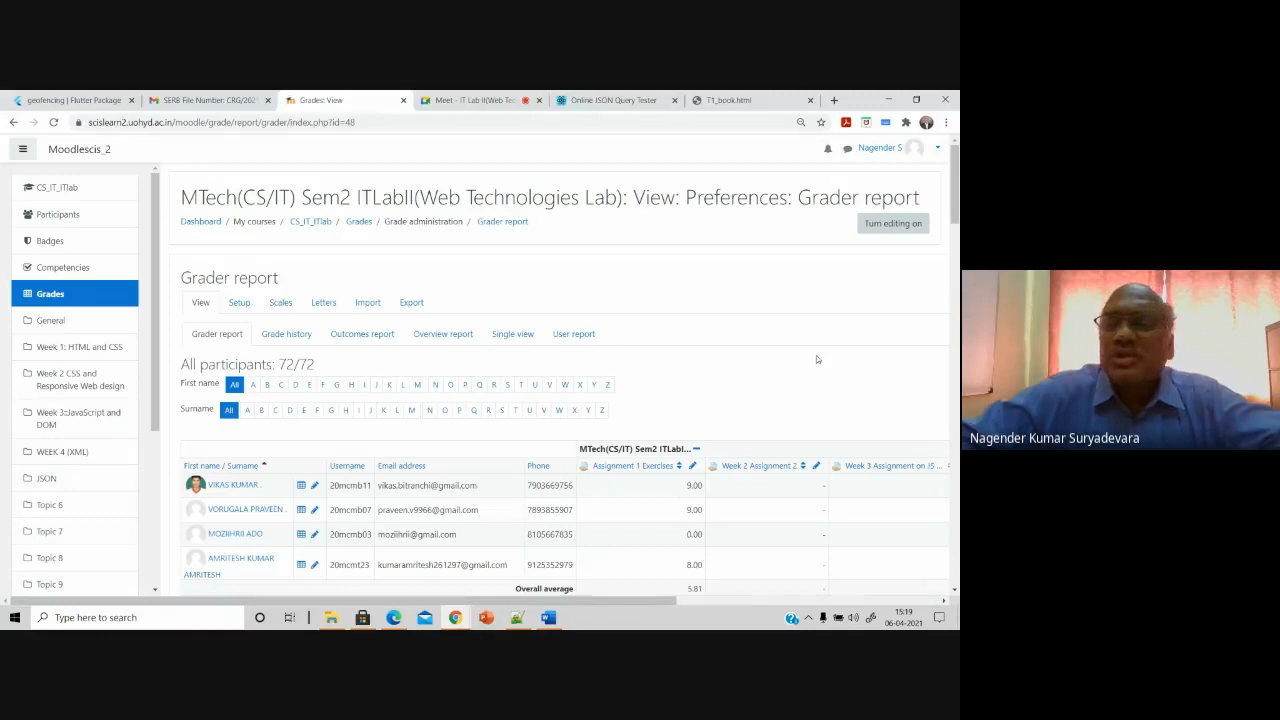 geofencing | Flutter Package
SERB File Number: CRG/202
Grades: View
Meet - IT Lab II(Web Te
Online JSON Query Tester
T1_book.html
scislearn2.uohyd.ac.in/moodle/grade/report/grader/index.php?id=48
Moodlescis_2
Nagender S
CS_IT_ITlab
Participants
Badges
Competencies
Grades
General
Week 1: HTML and CSS
Week 2 CSS and
Responsive Web design
Week 3::JavaScript and
DOM
WEEK 4 (XML)
JSON
Topic 6
Topic 7
Topic 8
Topic 9
MTech(CS/IT) Sem2 ITLabII(Web Technologies Lab): View: Preferences: Grader report
Dashboard / My courses / CS_IT_ITlab / Grades / Grade administration / Grader report
Turn editing on
Grader report
View Setup Scales Letters Import Export
Grader report Grade history Outcomes report Overview report Single view User report
All participants: 72/72
First name All A B C D E F G H I J K L M N O P Q R S T U V W X Y Z
Surname All A B C D E F G H I J K L M N O P Q R S T U V W X Y Z
MTech(CS/IT) Sem2 ITLabI...
First name / Surname Username Email address Phone Assignment 1 Exercises Week 2 Assignment 2 Week 3 Assignment on JS ...
VIKAS KUMAR . 20mcmb11 vikas.bitranchi@gmail.com 7903669756 9.00 -
VORUGALA PRAVEEN . 20mcmb07 praveen.v9966@gmail.com 7893855907 9.00 -
MOZIIHRII ADO 20mcmb03 moziihrii@gmail.com 8105667835 0.00 -
AMRITESH KUMAR
AMRITESH 20mcmt23 kumaramritesh261297@gmail.com 9125352979 8.00 -
Overall average 5.81 -
Type here to search
15:19
06-04-2021
Nagender Kumar Suryadevara